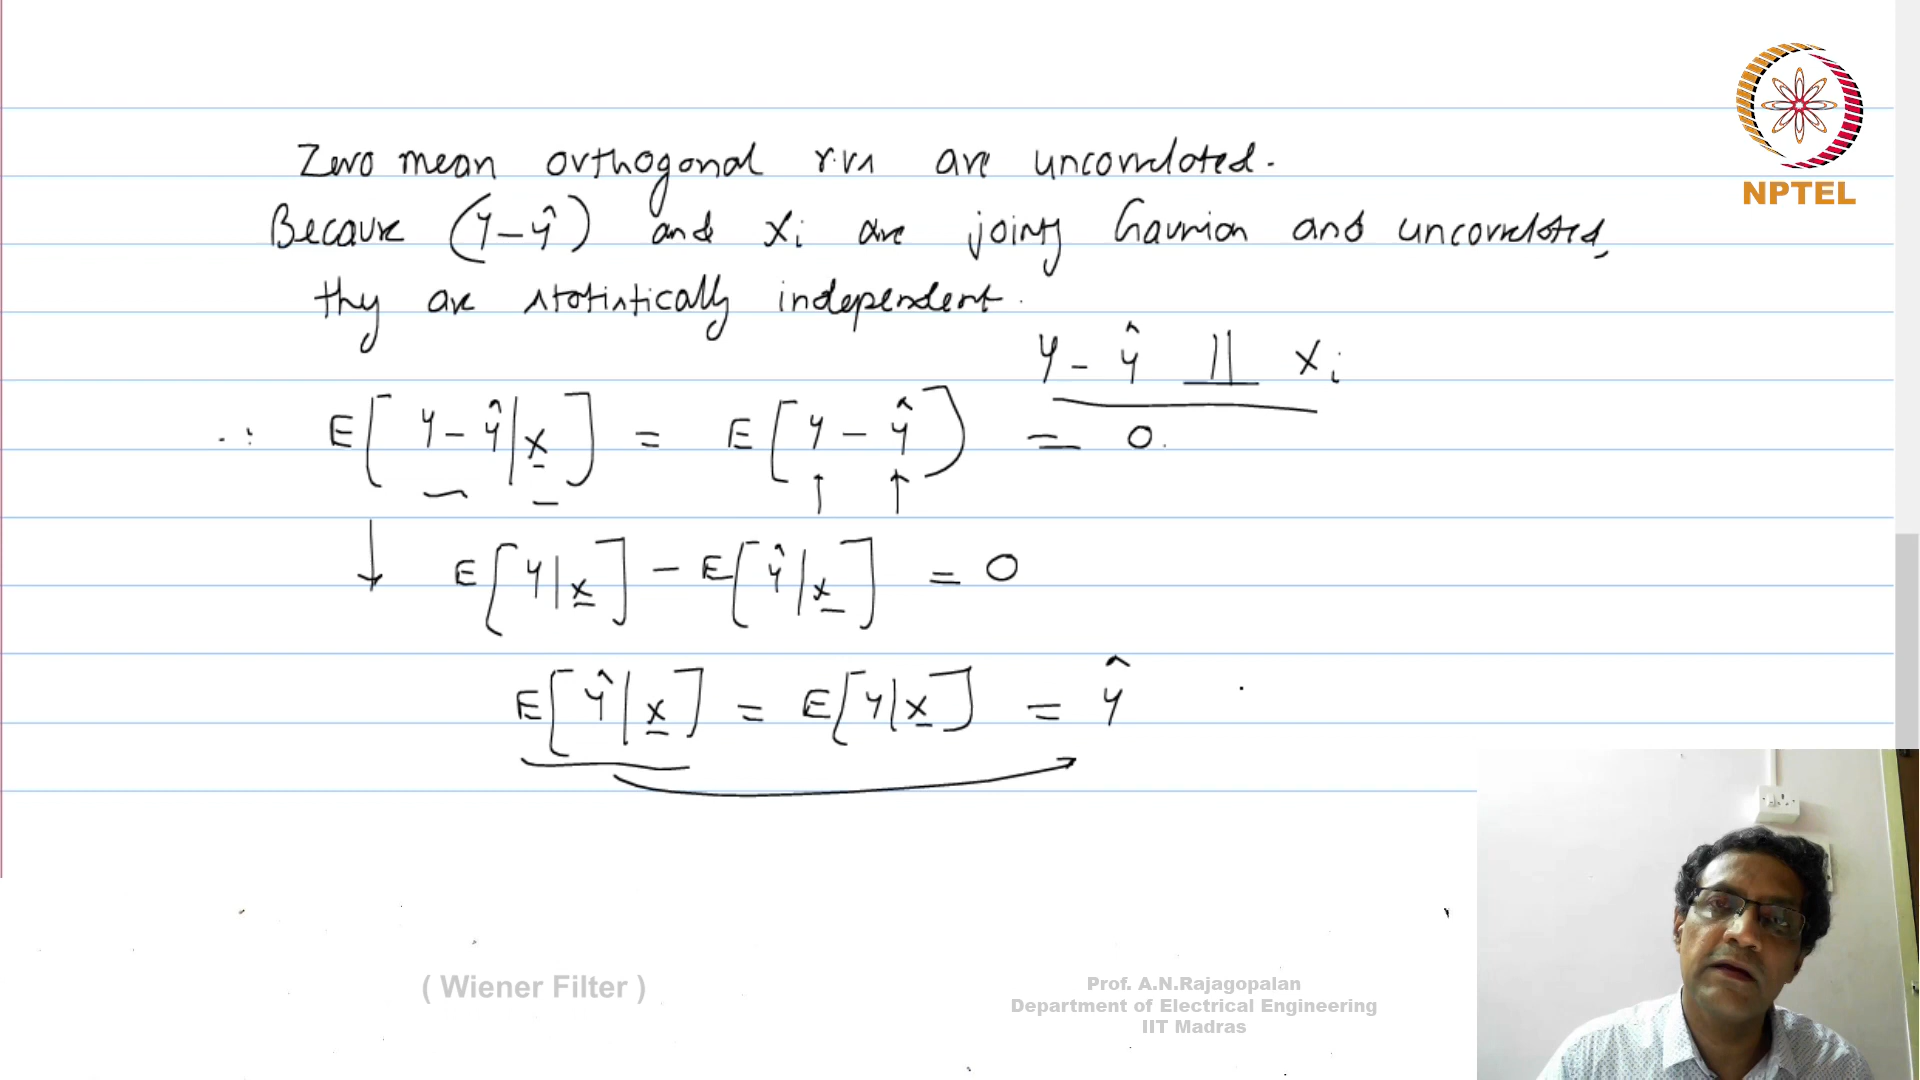 Zero mean orthogonal r.vs are uncorrelated.
NPTEL
Because (Y - Ŷ) and Xi are jointly Gaussian and uncorrelated,
they are statistically independent.
Y - Ŷ ⫫ Xi
∴ E[Y - Ŷ | X] = E[Y - Ŷ] = 0.
↓ E[Y | X] - E[Ŷ | X] = 0
E[Ŷ | X] = E[Y | X] = Ŷ
( Wiener Filter )
Prof. A.N.Rajagopalan
Department of Electrical Engineering
IIT Madras